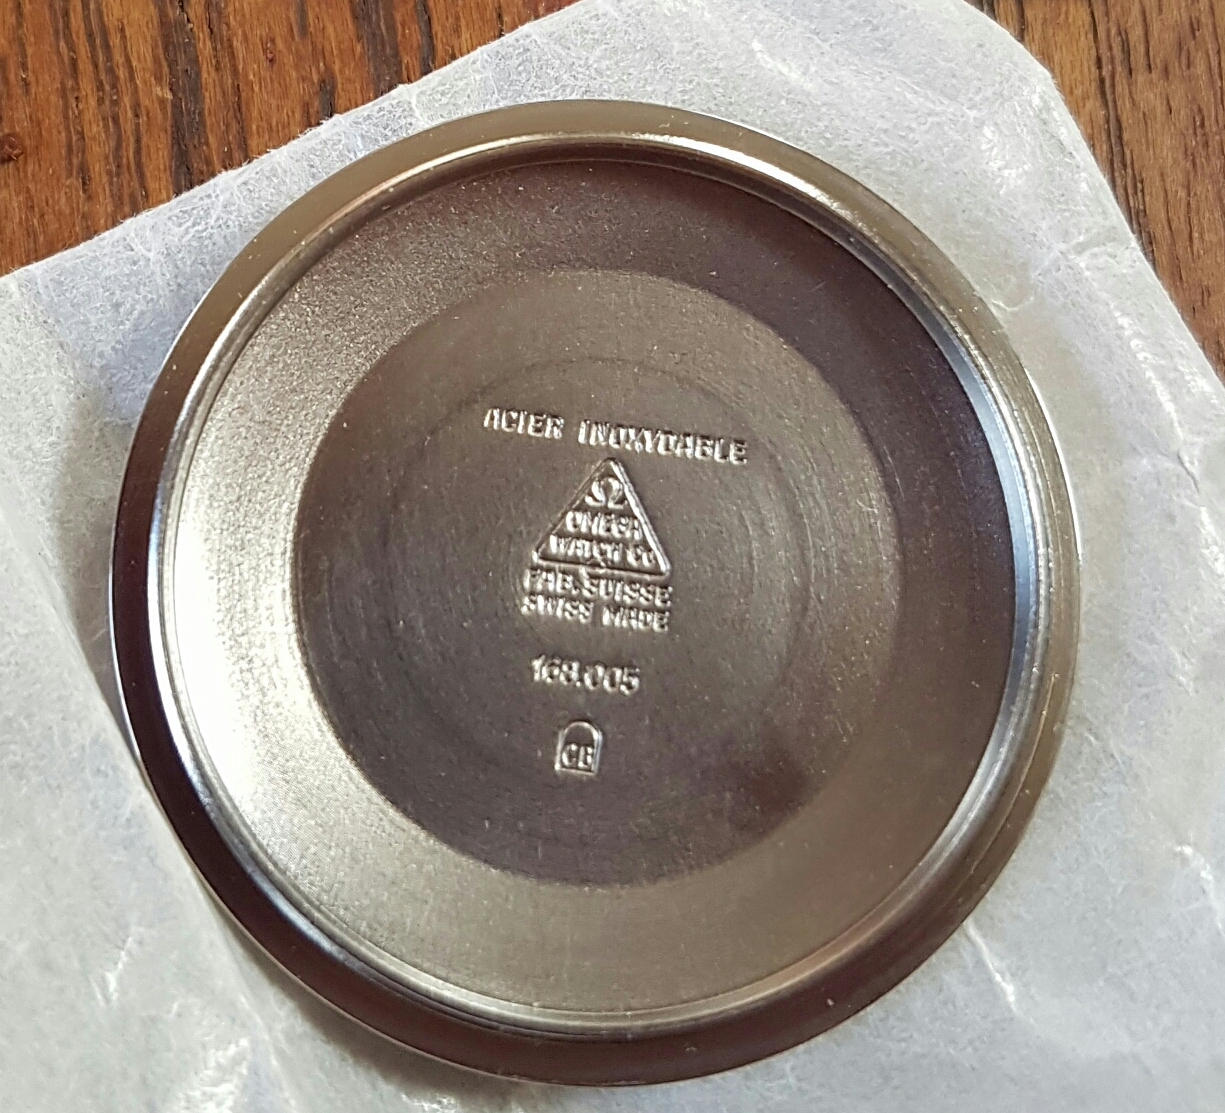 ACIER INOXYDABLE
Ω
OMEGA
WATCH Co
FAB. SUISSE
SWISS MADE
168.005
CB